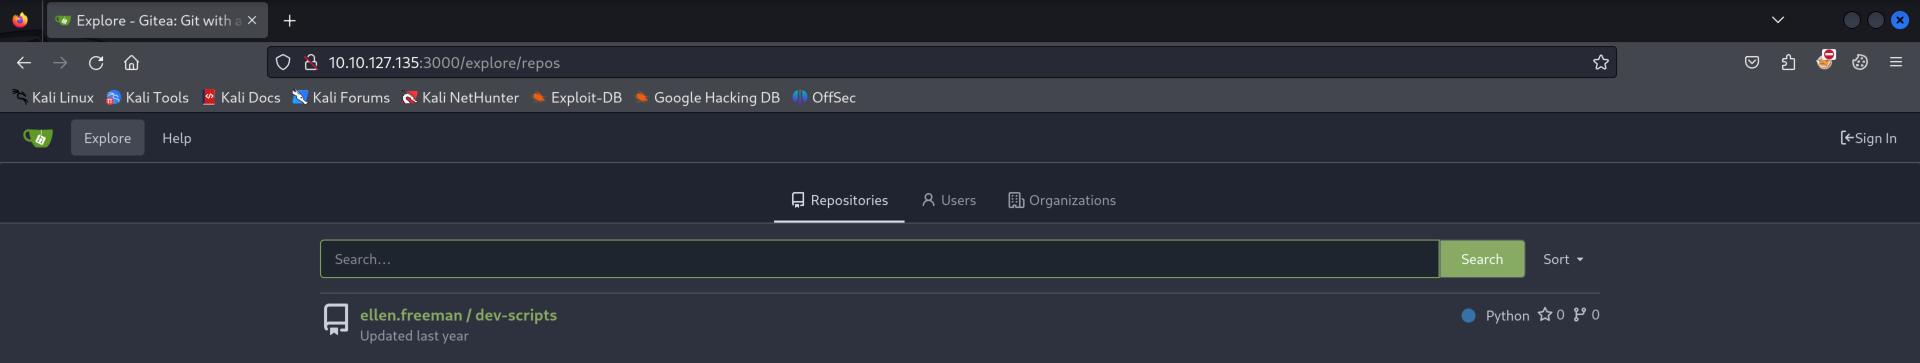 Explore - Gitea: Git with a
10.10.127.135:3000/explore/repos
Kali Linux Kali Tools Kali Docs Kali Forums Kali NetHunter Exploit-DB Google Hacking DB OffSec
Explore Help Sign In
Repositories Users Organizations
Search... Search Sort
ellen.freeman / dev-scripts Python 0 0
Updated last year